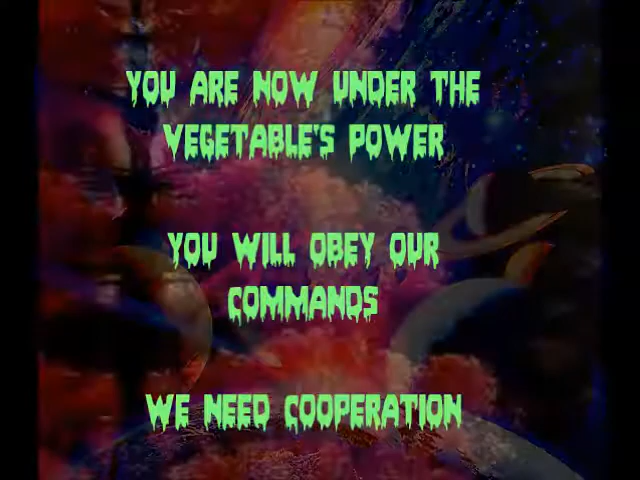 YOU ARE NOW UNDER THE
VEGETABLE'S POWER
YOU WILL OBEY OUR
COMMANDS
WE NEED COOPERATION